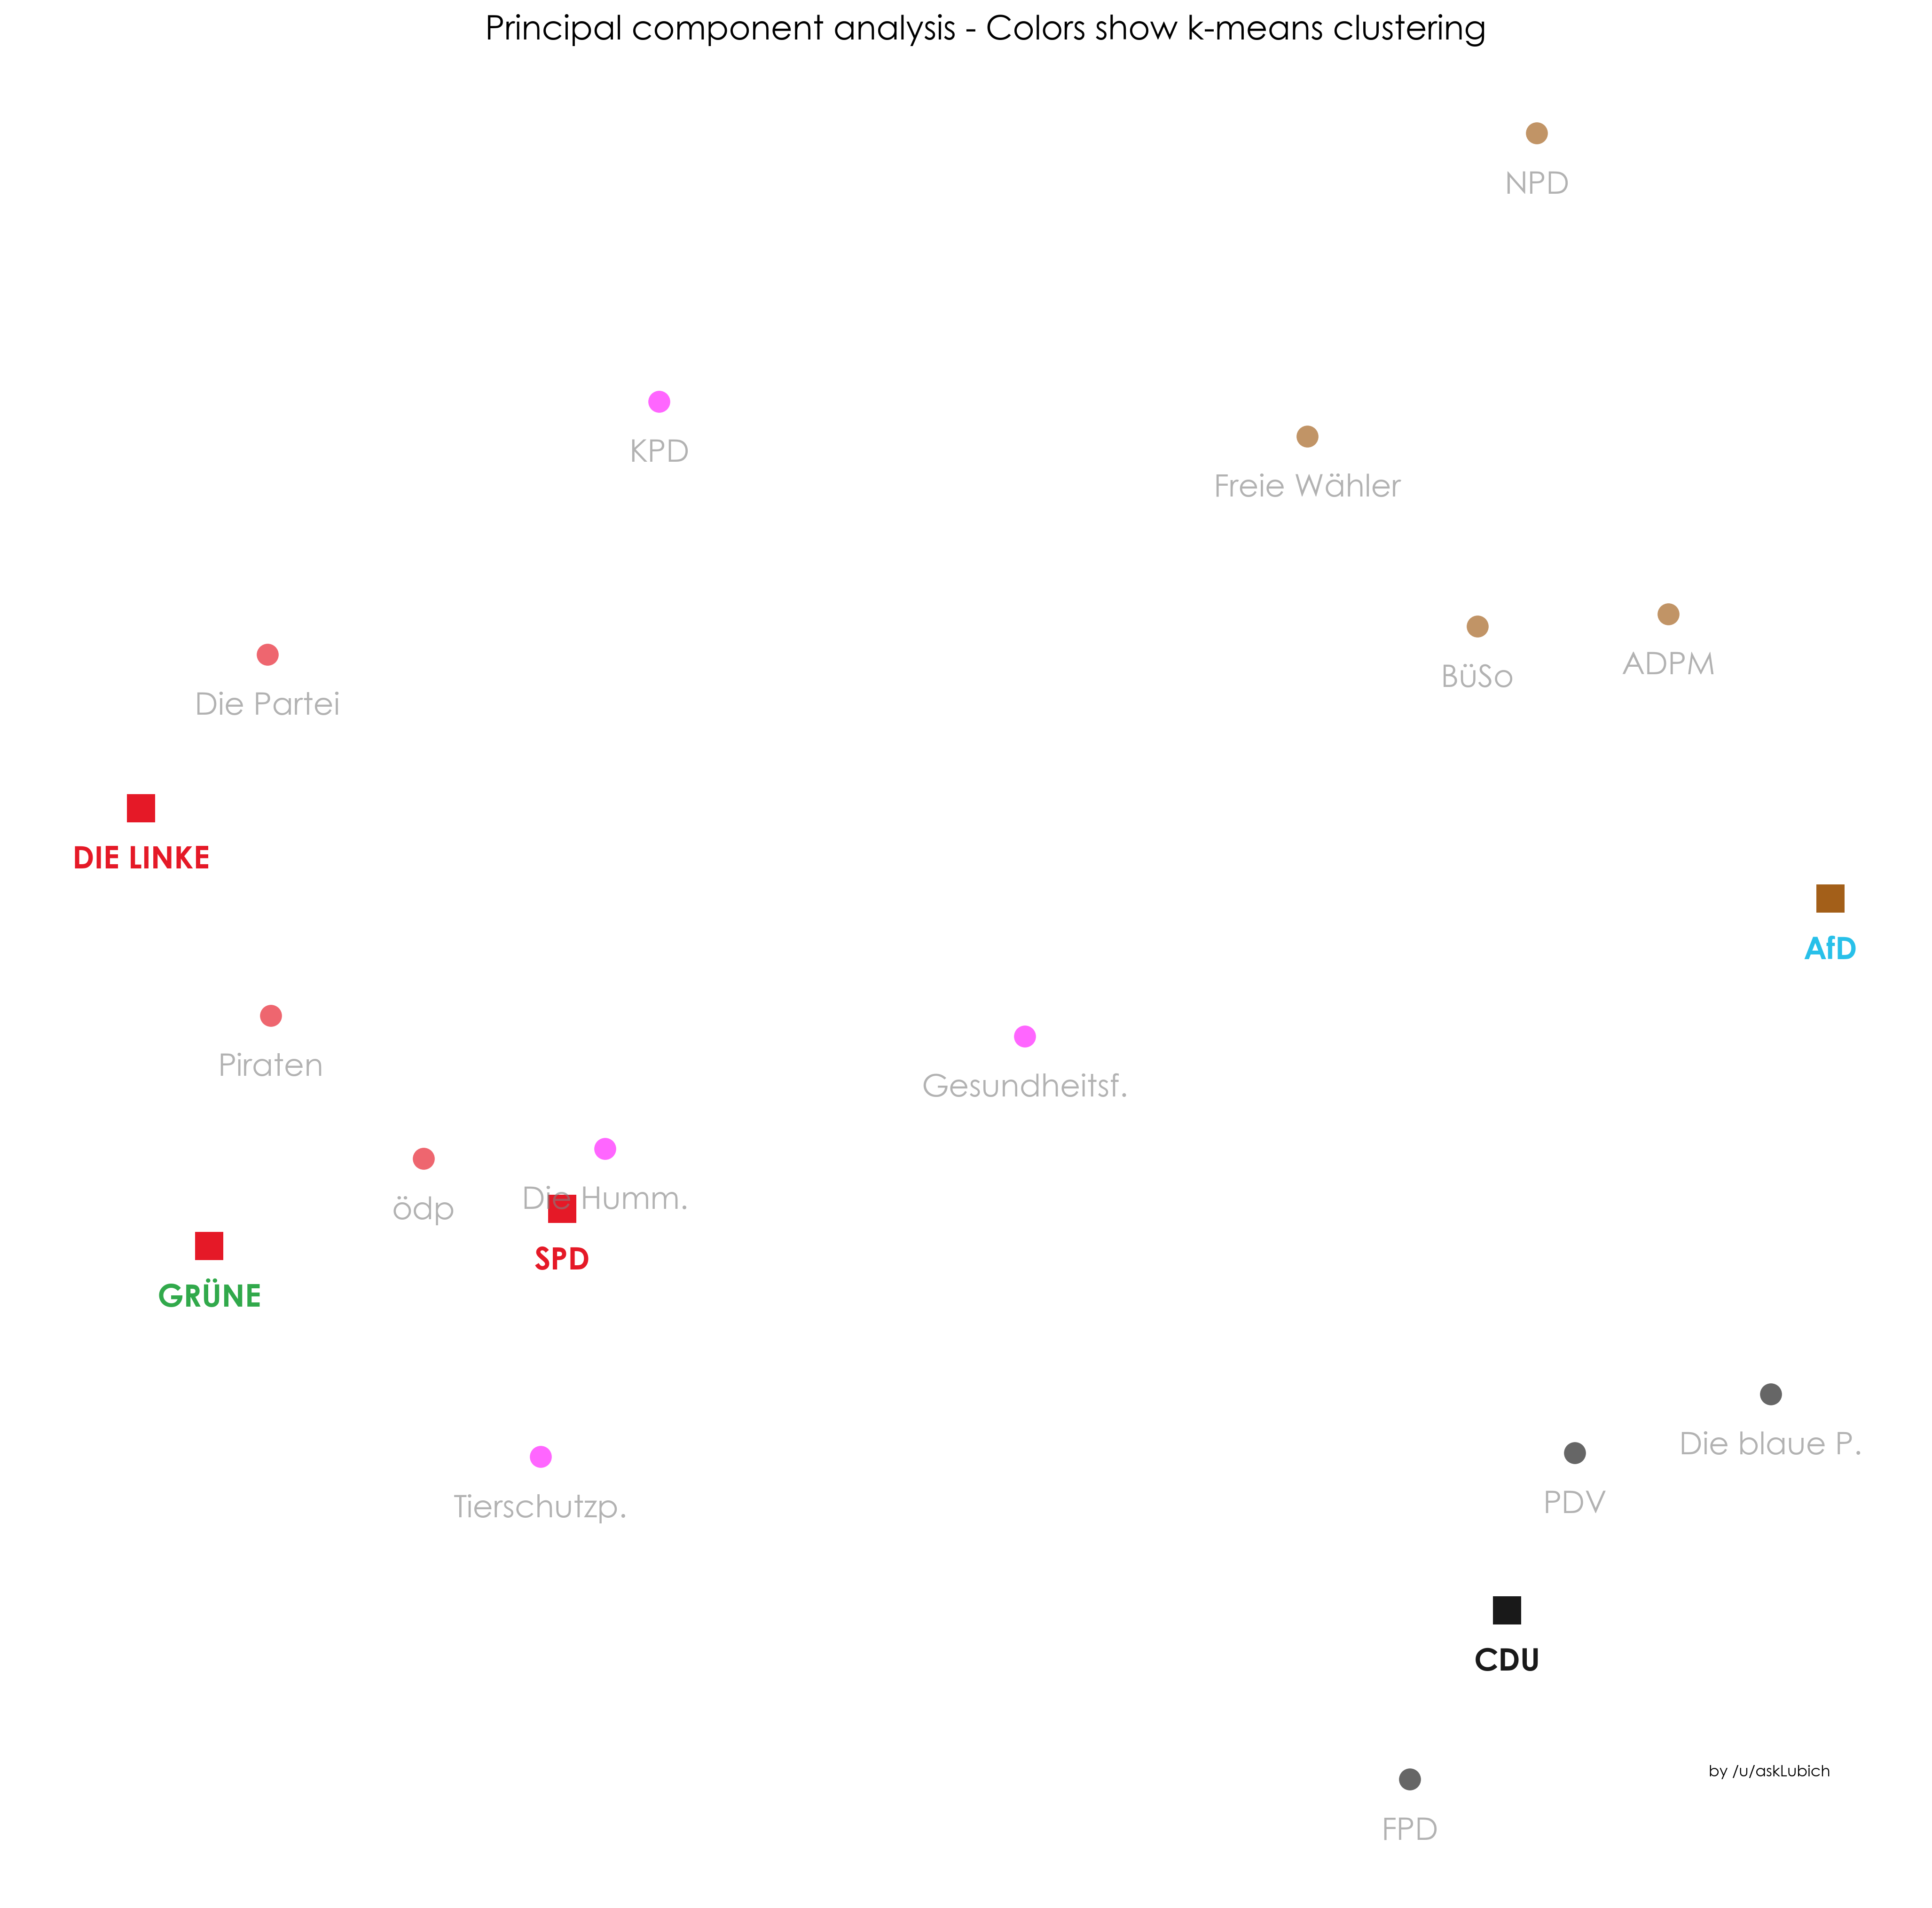 Principal component analysis - Colors show k-means clustering
NPD
KPD
Freie Wähler
BüSo
ADPM
Die Partei
DIE LINKE
AfD
Piraten
Gesundheitsf.
Die Humm.
ödp
SPD
GRÜNE
Die blaue P.
PDV
Tierschutzp.
CDU
by /u/askLubich
FPD